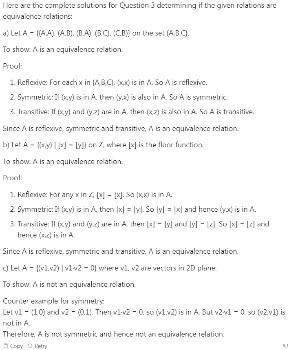 Here are the complete solutions for Question 3 determining if the given relations are
equivalence relations:
a) Let A = {(A,A), (A,B), (B,A), (B,C), (C,B)} on the set {A,B,C}.
To show: A is an equivalence relation.
Proof:
1. Reflexive: For each x in {A,B,C}, (x,x) is in A. So A is reflexive.
2. Symmetric: If (x,y) is in A, then (y,x) is also in A. So A is symmetric.
3. Transitive: If (x,y) and (y,z) are in A, then (x,z) is also in A. So A is transitive.
Since A is reflexive, symmetric and transitive, A is an equivalence relation.
b) Let A = {(x,y) | ⌊x⌋ = ⌊y⌋} on Z, where ⌊x⌋ is the floor function.
To show: A is an equivalence relation.
Proof:
1. Reflexive: For any x in Z, ⌊x⌋ = ⌊x⌋. So (x,x) is in A.
2. Symmetric: If (x,y) is in A, then ⌊x⌋ = ⌊y⌋. So ⌊y⌋ = ⌊x⌋ and hence (y,x) is in A.
3. Transitive: If (x,y) and (y,z) are in A, then ⌊x⌋ = ⌊y⌋ and ⌊y⌋ = ⌊z⌋. So ⌊x⌋ = ⌊z⌋ and
hence (x,z) is in A.
Since A is reflexive, symmetric and transitive, A is an equivalence relation.
c) Let A = {(v1,v2) | v1·v2 = 0} where v1, v2 are vectors in 2D plane.
To show: A is not an equivalence relation.
Counter example for symmetry:
Let v1 = (1,0) and v2 = (0,1). Then v1·v2 = 0, so (v1,v2) is in A. But v2·v1 = 0, so (v2,v1) is
not in A.
Therefore, A is not symmetric and hence not an equivalence relation.
Copy Retry